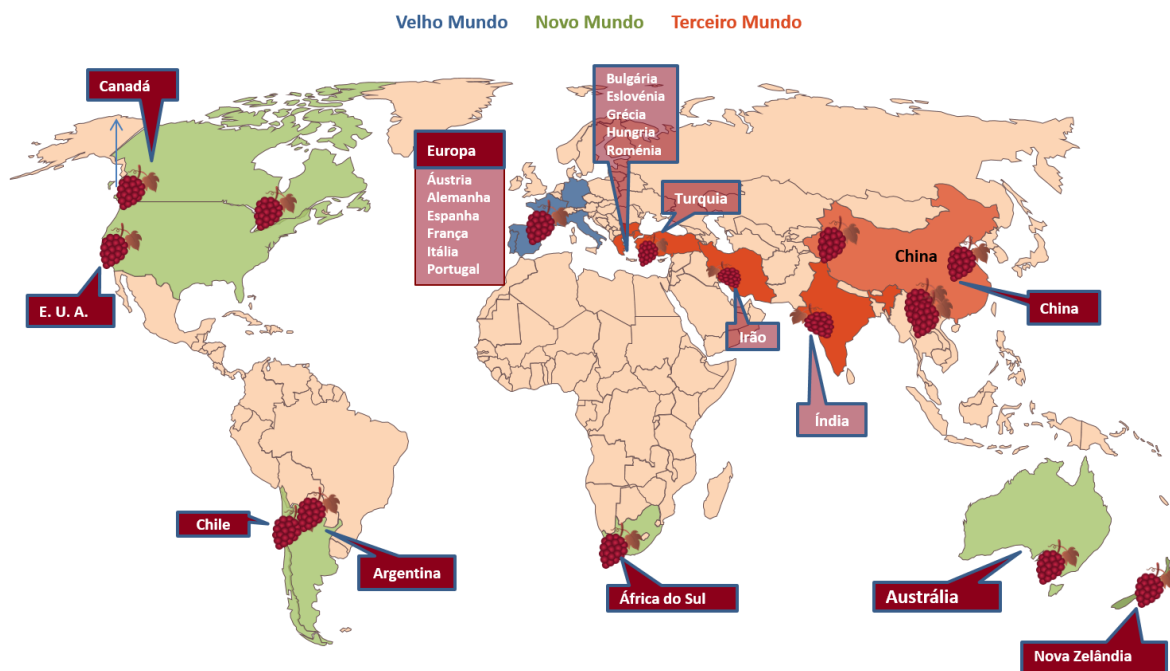 Velho Mundo Novo Mundo Terceiro Mundo
Canadá
Bulgária
Eslovénia
Grécia
Hungria
Roménia
Europa
Áustria
Alemanha
Espanha
França
Itália
Portugal
Turquia
China
E. U. A.
China
Irão
Índia
Chile
Argentina
África do Sul
Austrália
Nova Zelândia